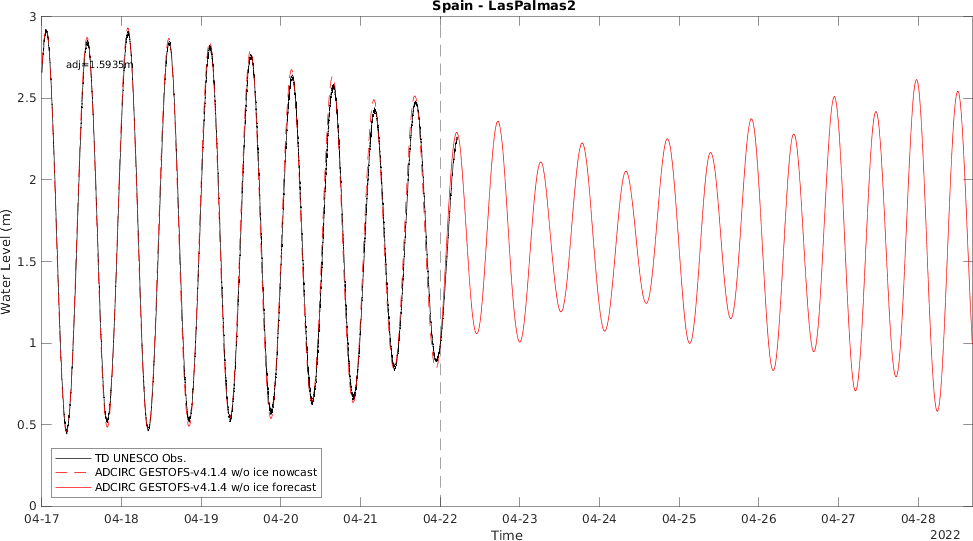 Spain - LasPalmas2
3
adj=1.5935m
2.5
2
1.5
1
0.5
0
Water Level (m)
TD UNESCO Obs.
ADCIRC GESTOFS-v4.1.4 w/o ice nowcast
ADCIRC GESTOFS-v4.1.4 w/o ice forecast
04-17 04-18 04-19 04-20 04-21 04-22 04-23 04-24 04-25 04-26 04-27 04-28
Time
2022